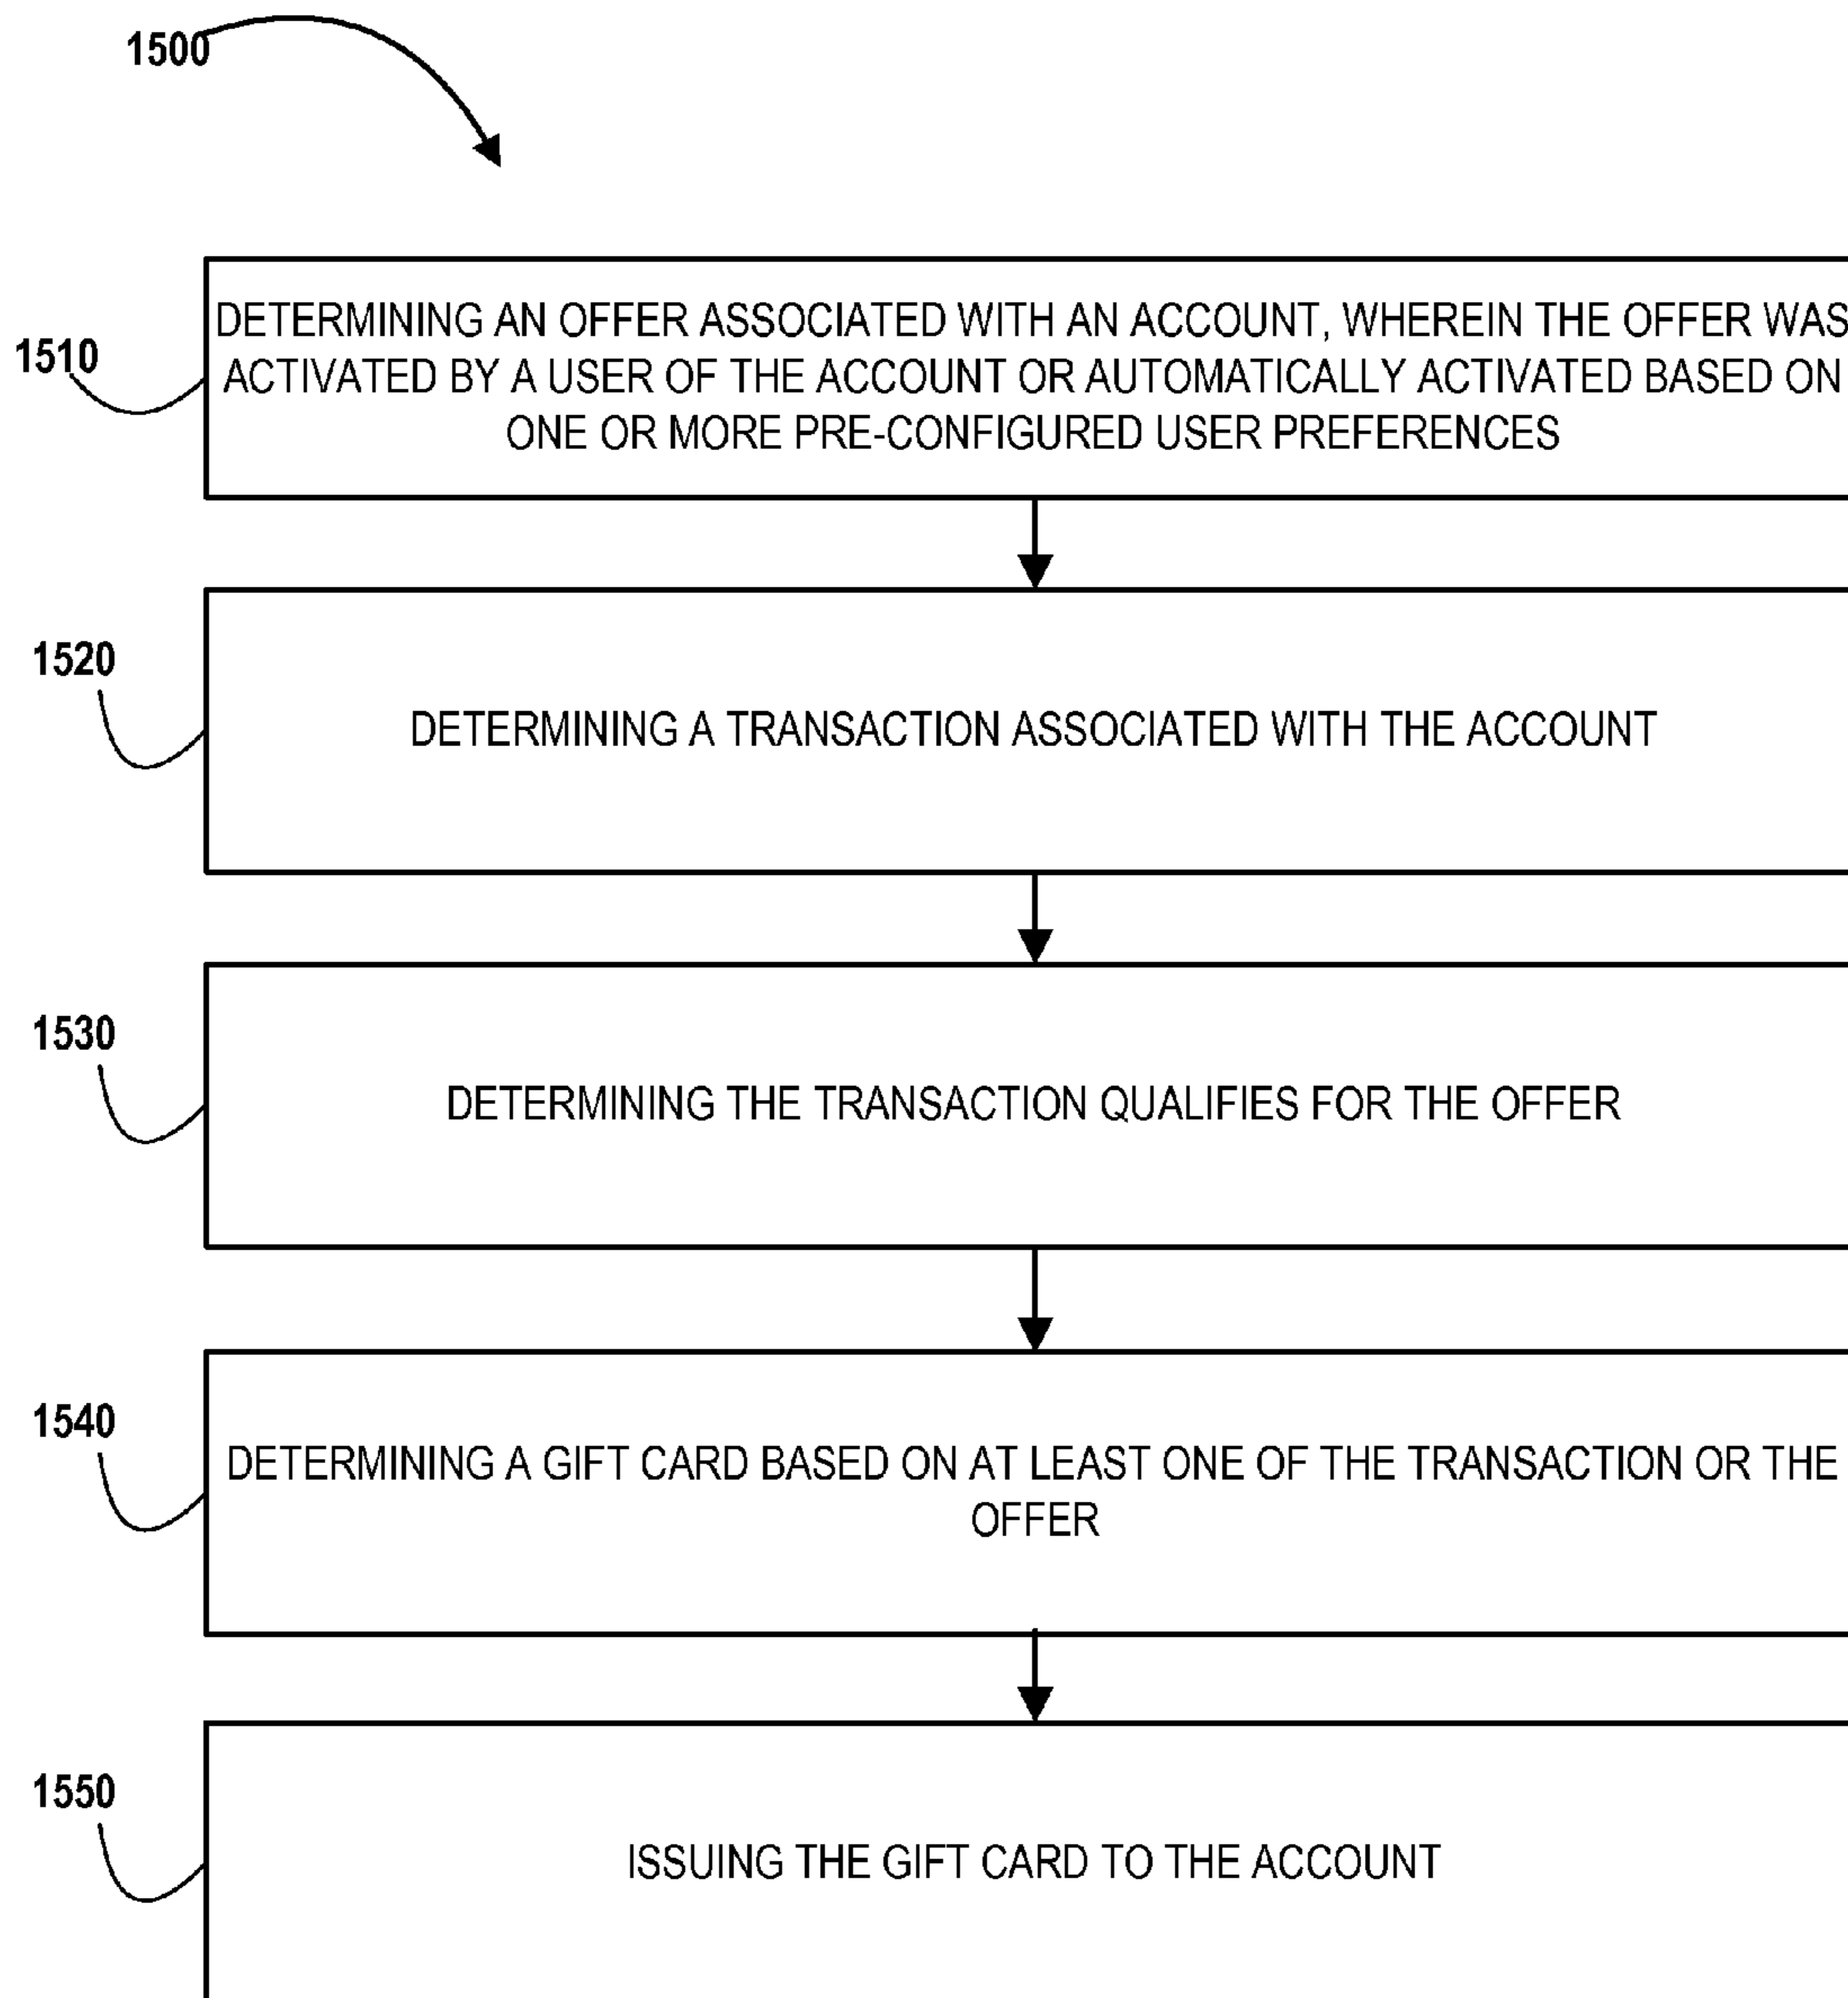 1500
1510
DETERMINING AN OFFER ASSOCIATED WITH AN ACCOUNT, WHEREIN THE OFFER WAS
ACTIVATED BY A USER OF THE ACCOUNT OR AUTOMATICALLY ACTIVATED BASED ON
ONE OR MORE PRE-CONFIGURED USER PREFERENCES
1520
DETERMINING A TRANSACTION ASSOCIATED WITH THE ACCOUNT
1530
DETERMINING THE TRANSACTION QUALIFIES FOR THE OFFER
1540
DETERMINING A GIFT CARD BASED ON AT LEAST ONE OF THE TRANSACTION OR THE
OFFER
1550
ISSUING THE GIFT CARD TO THE ACCOUNT